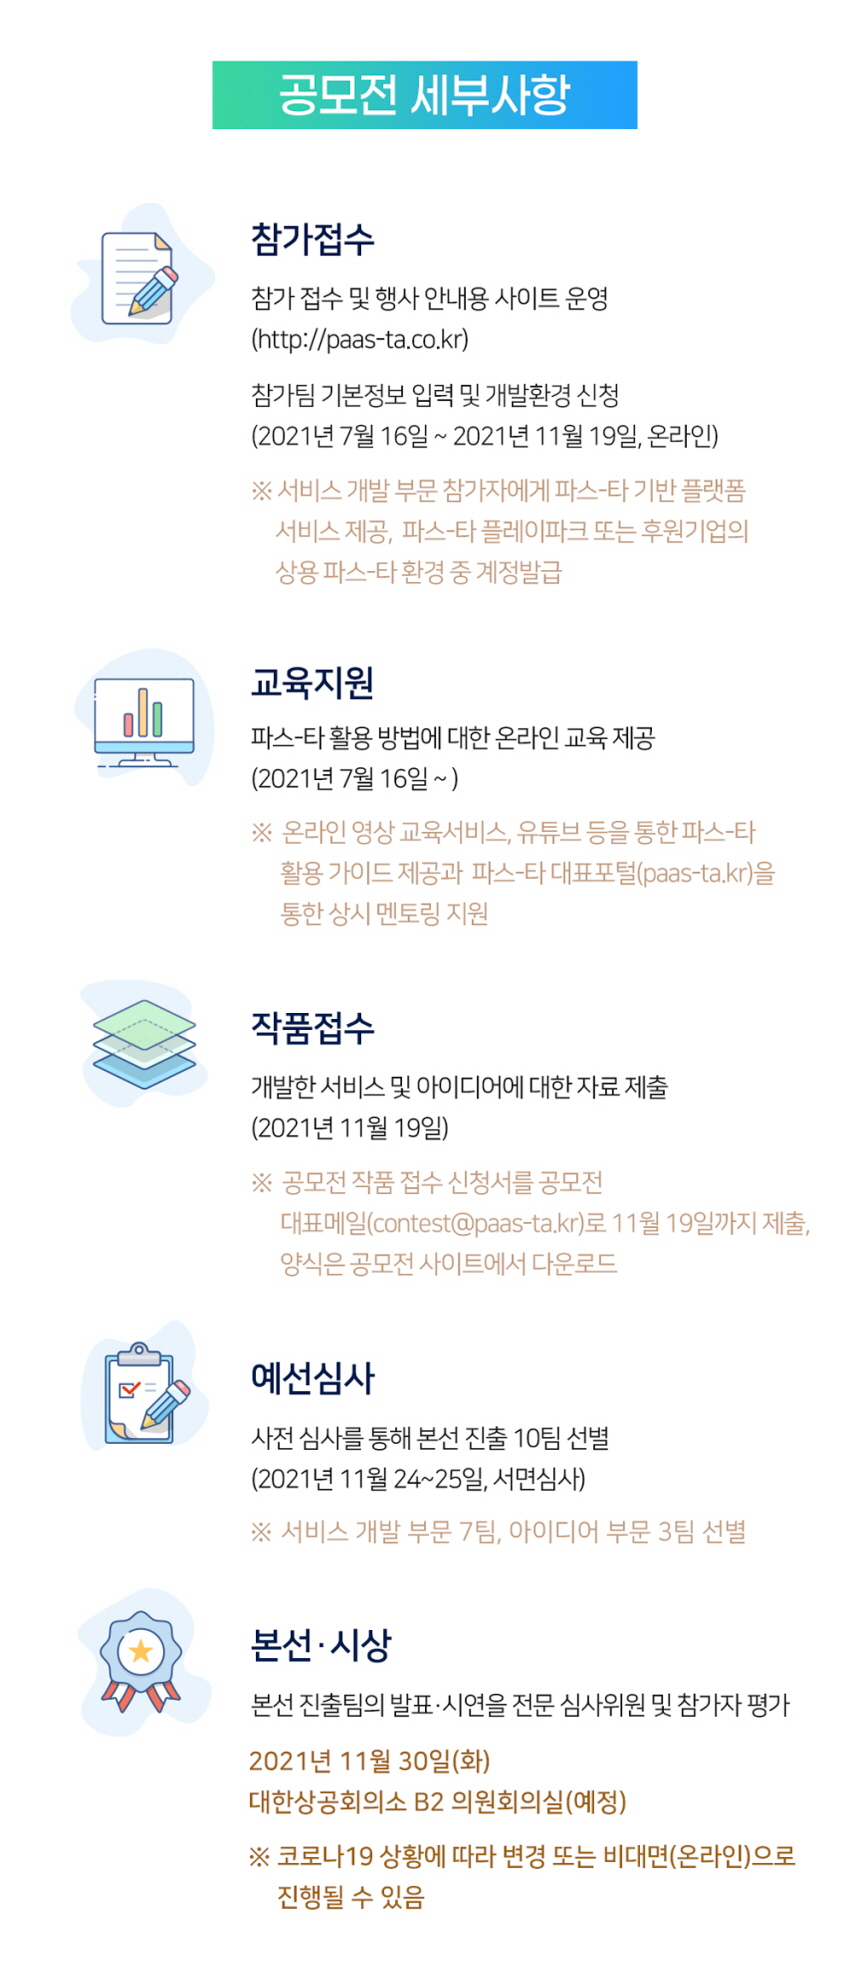 공모전 세부사항
참가접수
참가 접수 및 행사 안내용 사이트 운영
(http://paas-ta.co.kr)
참가팀 기본정보 입력 및 개발환경 신청
(2021년 7월 16일 ~ 2021년 11월 19일, 온라인)
※ 서비스 개발 부문 참가자에게 파스-타 기반 플랫폼
서비스 제공, 파스-타 플레이파크 또는 후원기업의
상용 파스-타 환경 중 계정발급
교육지원
파스-타 활용 방법에 대한 온라인 교육 제공
(2021년 7월 16일 ~ )
※ 온라인 영상 교육서비스, 유튜브 등을 통한 파스-타
활용 가이드 제공과 파스-타 대표포털(paas-ta.kr)을
통한 상시 멘토링 지원
작품접수
개발한 서비스 및 아이디어에 대한 자료 제출
(2021년 11월 19일)
※ 공모전 작품 접수 신청서를 공모전
대표메일(contest@paas-ta.kr)로 11월 19일까지 제출,
양식은 공모전 사이트에서 다운로드
예선심사
사전 심사를 통해 본선 진출 10팀 선별
(2021년 11월 24~25일, 서면심사)
※ 서비스 개발 부문 7팀, 아이디어 부문 3팀 선별
본선·시상
본선 진출팀의 발표·시연을 전문 심사위원 및 참가자 평가
2021년 11월 30일(화)
대한상공회의소 B2 의원회의실(예정)
※ 코로나19 상황에 따라 변경 또는 비대면(온라인)으로
진행될 수 있음